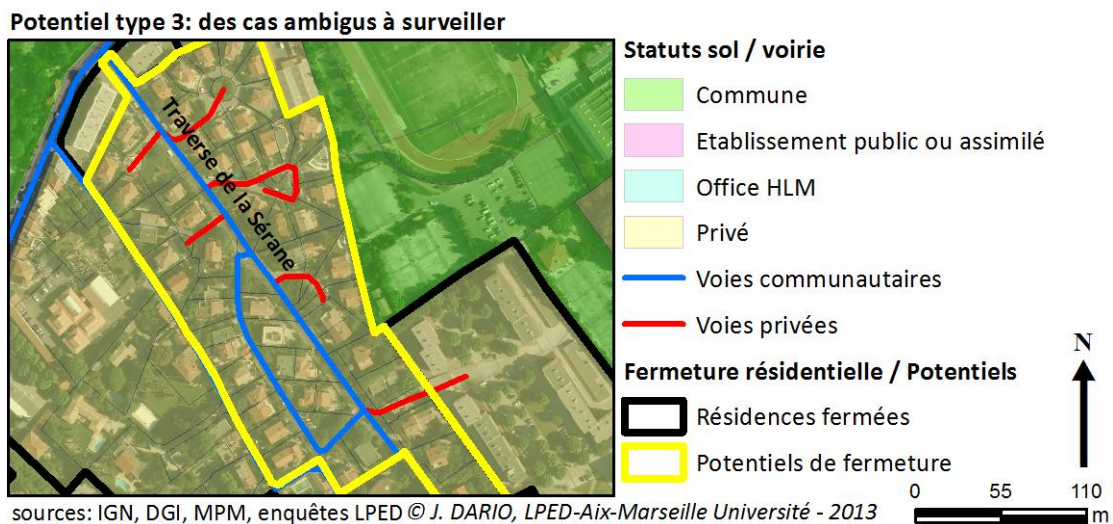 Potentiel type 3: des cas ambigus à surveiller
Traverse de la Sérane
Statuts sol / voirie
Commune
Etablissement public ou assimilé
Office HLM
Privé
Voies communautaires
Voies privées
Fermeture résidentielle / Potentiels
Résidences fermées
Potentiels de fermeture
N
0 55 110
m
sources: IGN, DGI, MPM, enquêtes LPED © J. DARIO, LPED-Aix-Marseille Université - 2013